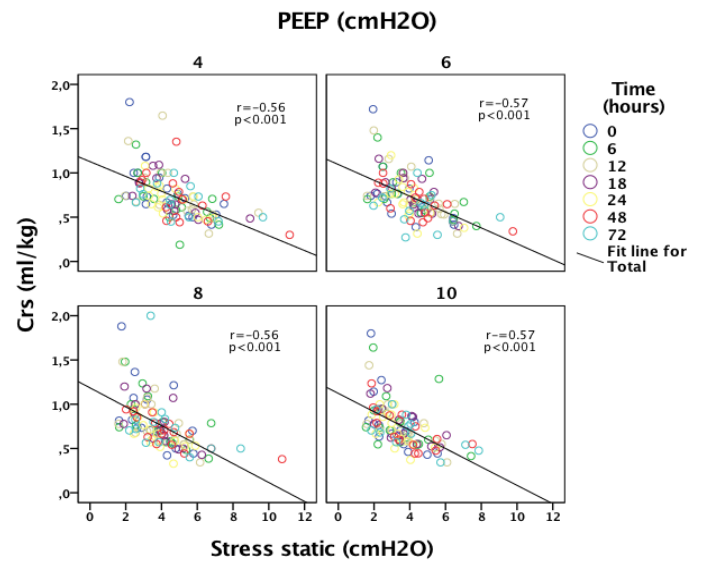 PEEP (cmH2O)
4
6
2,0
1,5
1,0
,5
,0
r=-0.56
p<0.001
r=-0.57
p<0.001
Time
(hours)
0
6
12
18
24
48
72
Fit line for
Total
Crs (ml/kg)
8
10
2,0
1,5
1,0
,5
,0
r=-0.56
p<0.001
r-=0.57
p<0.001
0 2 4 6 8 10 12
0 2 4 6 8 10 12
Stress static (cmH2O)